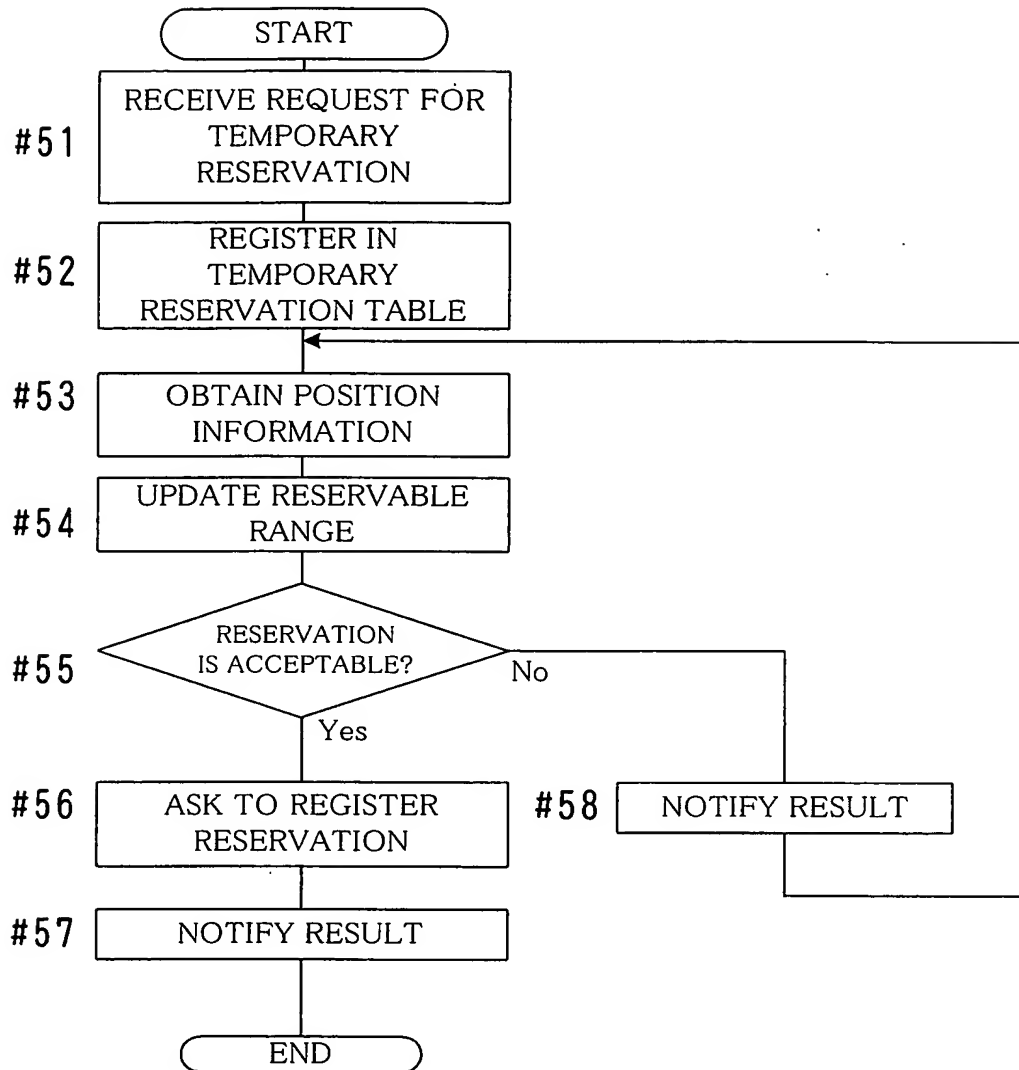 START
#51
RECEIVE REQUEST FOR
TEMPORARY
RESERVATION
#52
REGISTER IN
TEMPORARY
RESERVATION TABLE
#53
OBTAIN POSITION
INFORMATION
#54
UPDATE RESERVABLE
RANGE
#55
RESERVATION
IS ACCEPTABLE?
No
Yes
#56
ASK TO REGISTER
RESERVATION
#58
NOTIFY RESULT
#57
NOTIFY RESULT
END